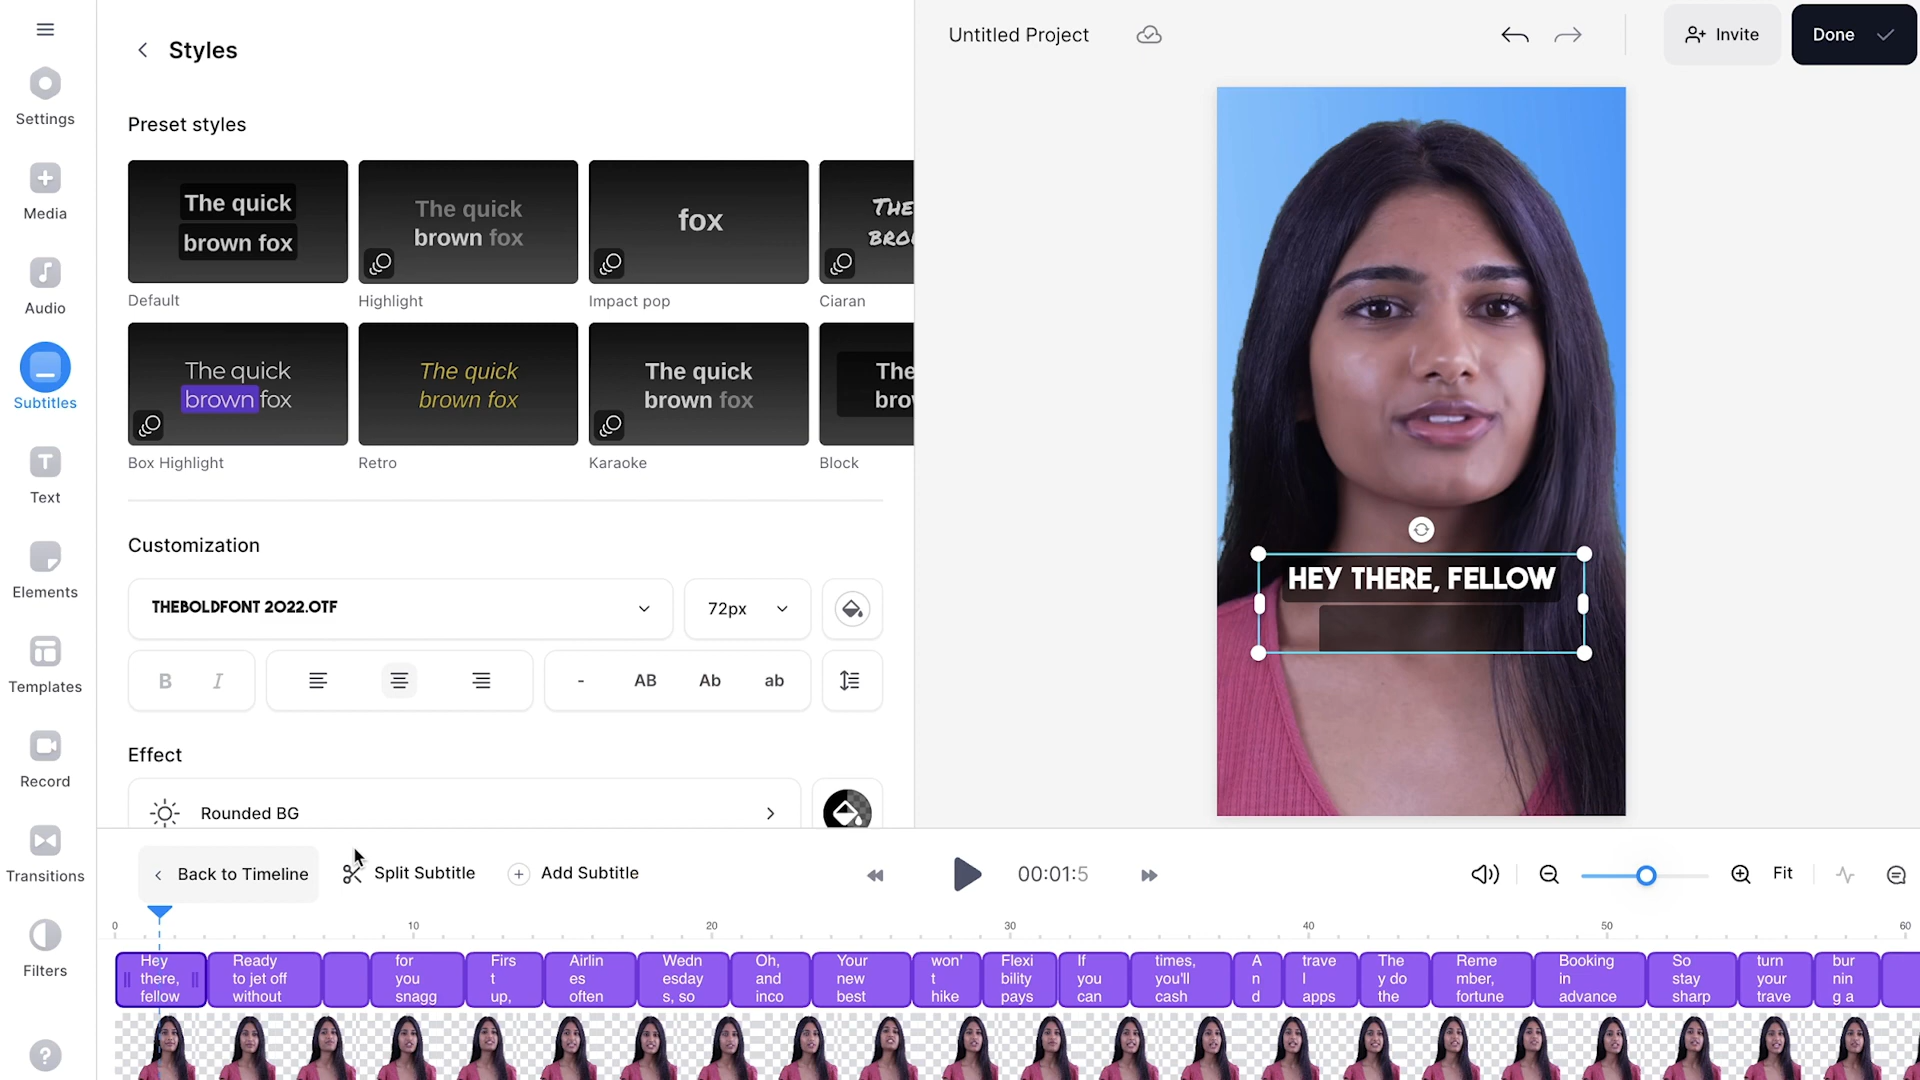 Settings
Media
Audio
Subtitles
Text
Elements
Templates
Record
Transitions
Filters
?
Styles
Preset styles
The quick
brown fox
Default
The quick
brown fox
Highlight
fox
Impact pop
THE
BRO
Ciaran
The quick
brown fox
Box Highlight
The quick
brown fox
Retro
The quick
brown fox
Karaoke
The
brow
Block
Customization
THEBOLDFONT 2022.OTF
72px
B I
- AB Ab ab
Effect
Rounded BG
Untitled Project
Invite
Done
HEY THERE, FELLOW
Back to Timeline
Split Subtitle
Add Subtitle
00:01:5
Fit
0 10 20 30 40 50 60
Hey
there,
fellow
Ready
to jet off
without
for
you
snagg
Firs
t
up,
Airlin
es
often
Wedn
esday
s, so
Oh,
and
inco
Your
new
best
won'
t
hike
Flexi
bility
pays
If
you
can
times,
you'll
cash
A
n
d
trave
l
apps
The
y do
the
Reme
mber,
fortune
Booking
in
advance
So
stay
sharp
turn
your
trave
bur
nin
g a